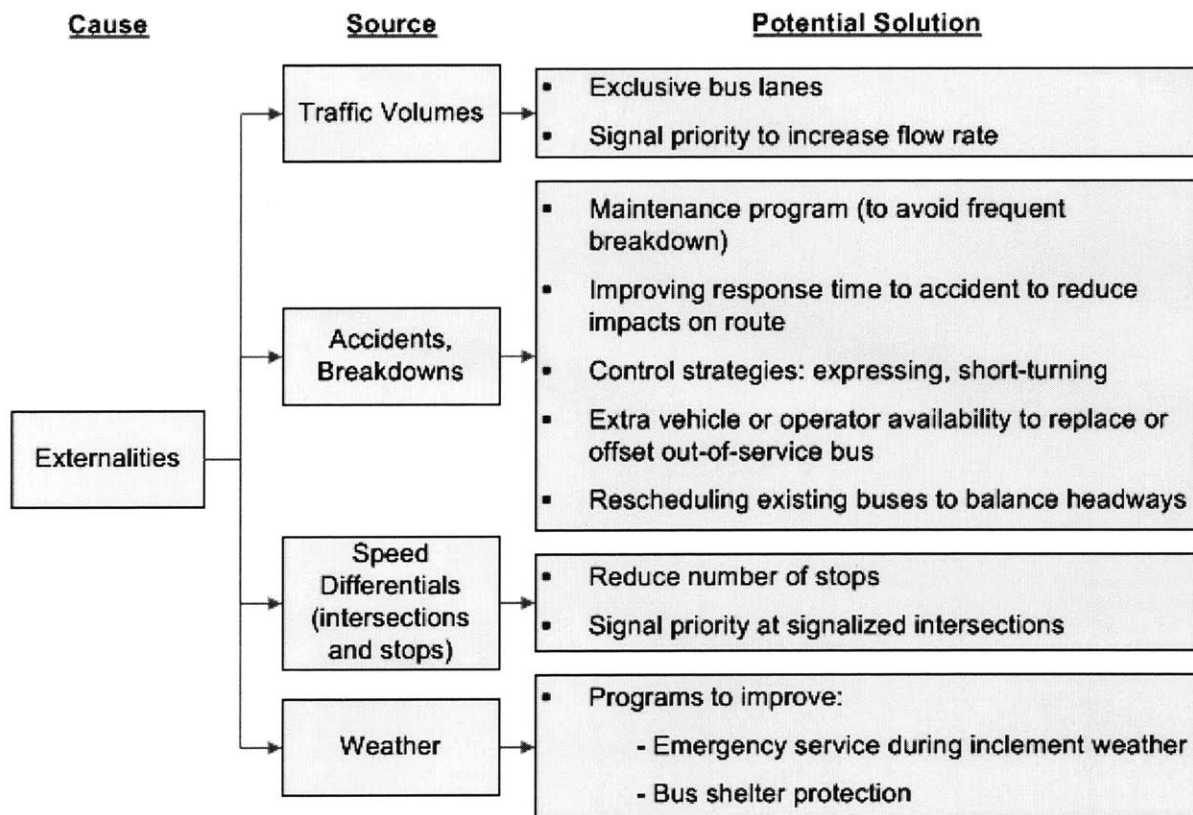 Cause Source Potential Solution
Traffic Volumes
▪ Exclusive bus lanes
▪ Signal priority to increase flow rate
Accidents,
Breakdowns
▪ Maintenance program (to avoid frequent
breakdown)
▪ Improving response time to accident to reduce
impacts on route
▪ Control strategies: expressing, short-turning
▪ Extra vehicle or operator availability to replace or
offset out-of-service bus
▪ Rescheduling existing buses to balance headways
Externalities
Speed
Differentials
(intersections
and stops)
▪ Reduce number of stops
▪ Signal priority at signalized intersections
Weather
▪ Programs to improve:
- Emergency service during inclement weather
- Bus shelter protection